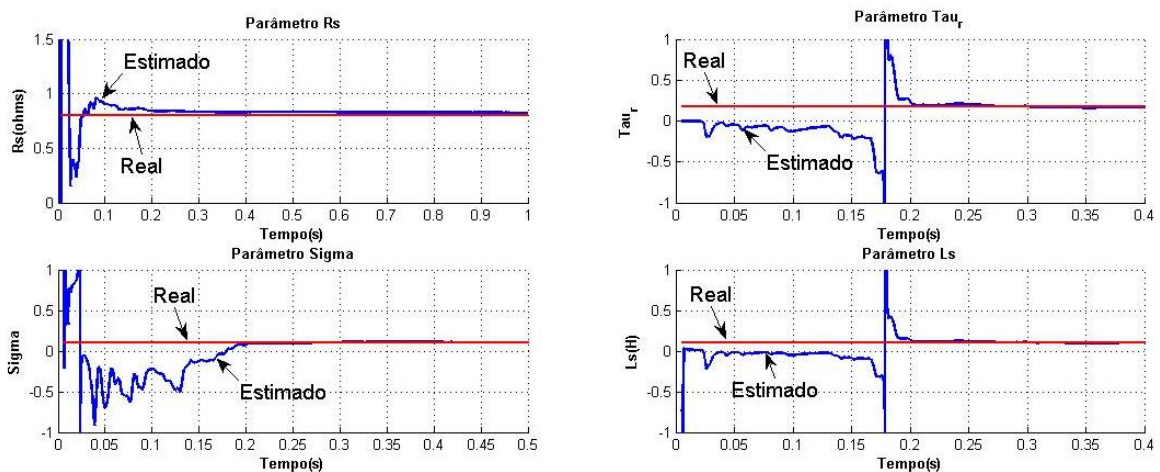 Parâmetro Rs
1.5
1
0.5
0
Rs(ohms)
Estimado
Real
0 0.1 0.2 0.3 0.4 0.5 0.6 0.7 0.8 0.9 1
Tempo(s)
Parâmetro Tau_r
1
0.5
0
-0.5
-1
Tau_r
Real
Estimado
0 0.05 0.1 0.15 0.2 0.25 0.3 0.35 0.4
Tempo(s)
Parâmetro Sigma
1
0.5
0
-0.5
-1
Sigma
Real
Estimado
0 0.05 0.1 0.15 0.2 0.25 0.3 0.35 0.4 0.45 0.5
Tempo(s)
Parâmetro Ls
1
0.5
0
-0.5
-1
Ls(H)
Real
Estimado
0 0.05 0.1 0.15 0.2 0.25 0.3 0.35 0.4
Tempo(s)